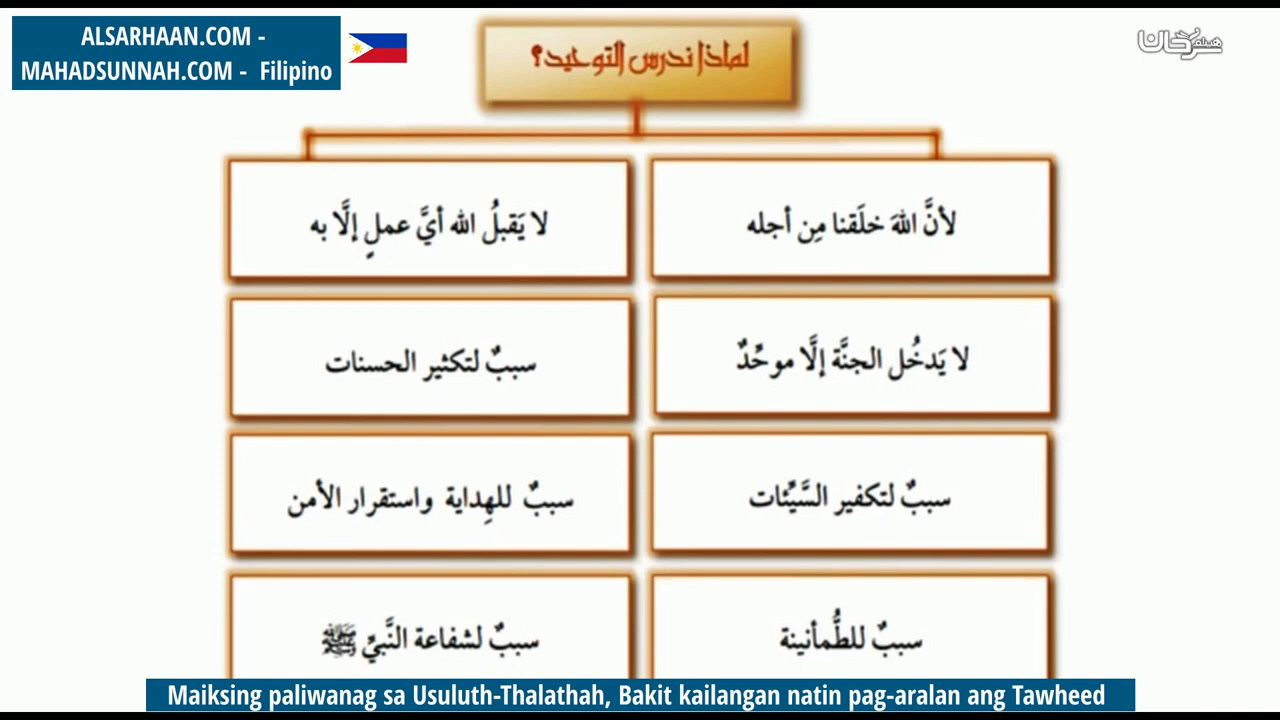 ALSARHAAN.COM -
MAHADSUNNAH.COM - Filipino
لماذا ندرس التوحيد؟
هيثم سرحان
لأنَّ اللهَ خلَقنا مِن أجله
لا يَقبلُ الله أيَّ عملٍ إلَّا به
لا يَدخُل الجنَّة إلَّا موحِّدٌ
سببٌ لتكثير الحسنات
سببٌ لتكفير السَّيِّئات
سببٌ للهِداية واستقرار الأمن
سببٌ للطُّمأنينة
سببٌ لشفاعة النَّبيِّ ﷺ
Maiksing paliwanag sa Usuluth-Thalathah, Bakit kailangan natin pag-aralan ang Tawheed